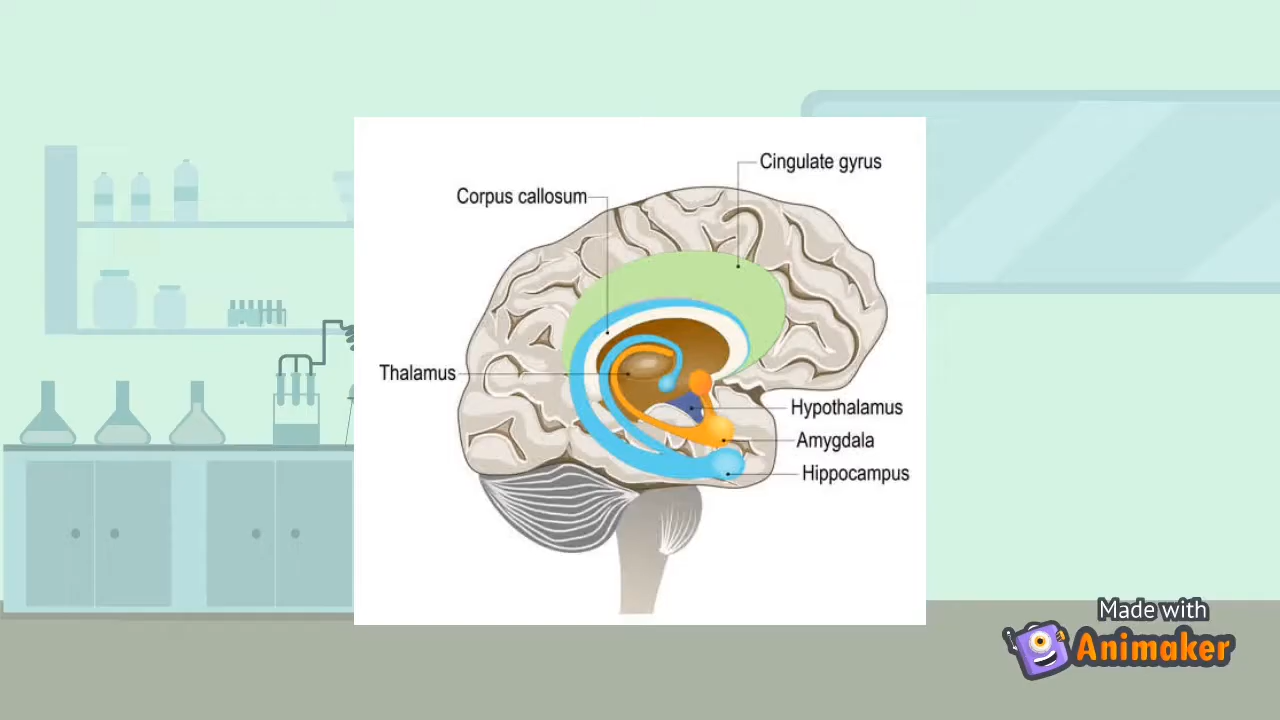 Cingulate gyrus
Corpus callosum
Thalamus
Hypothalamus
Amygdala
Hippocampus
Made with
Animaker